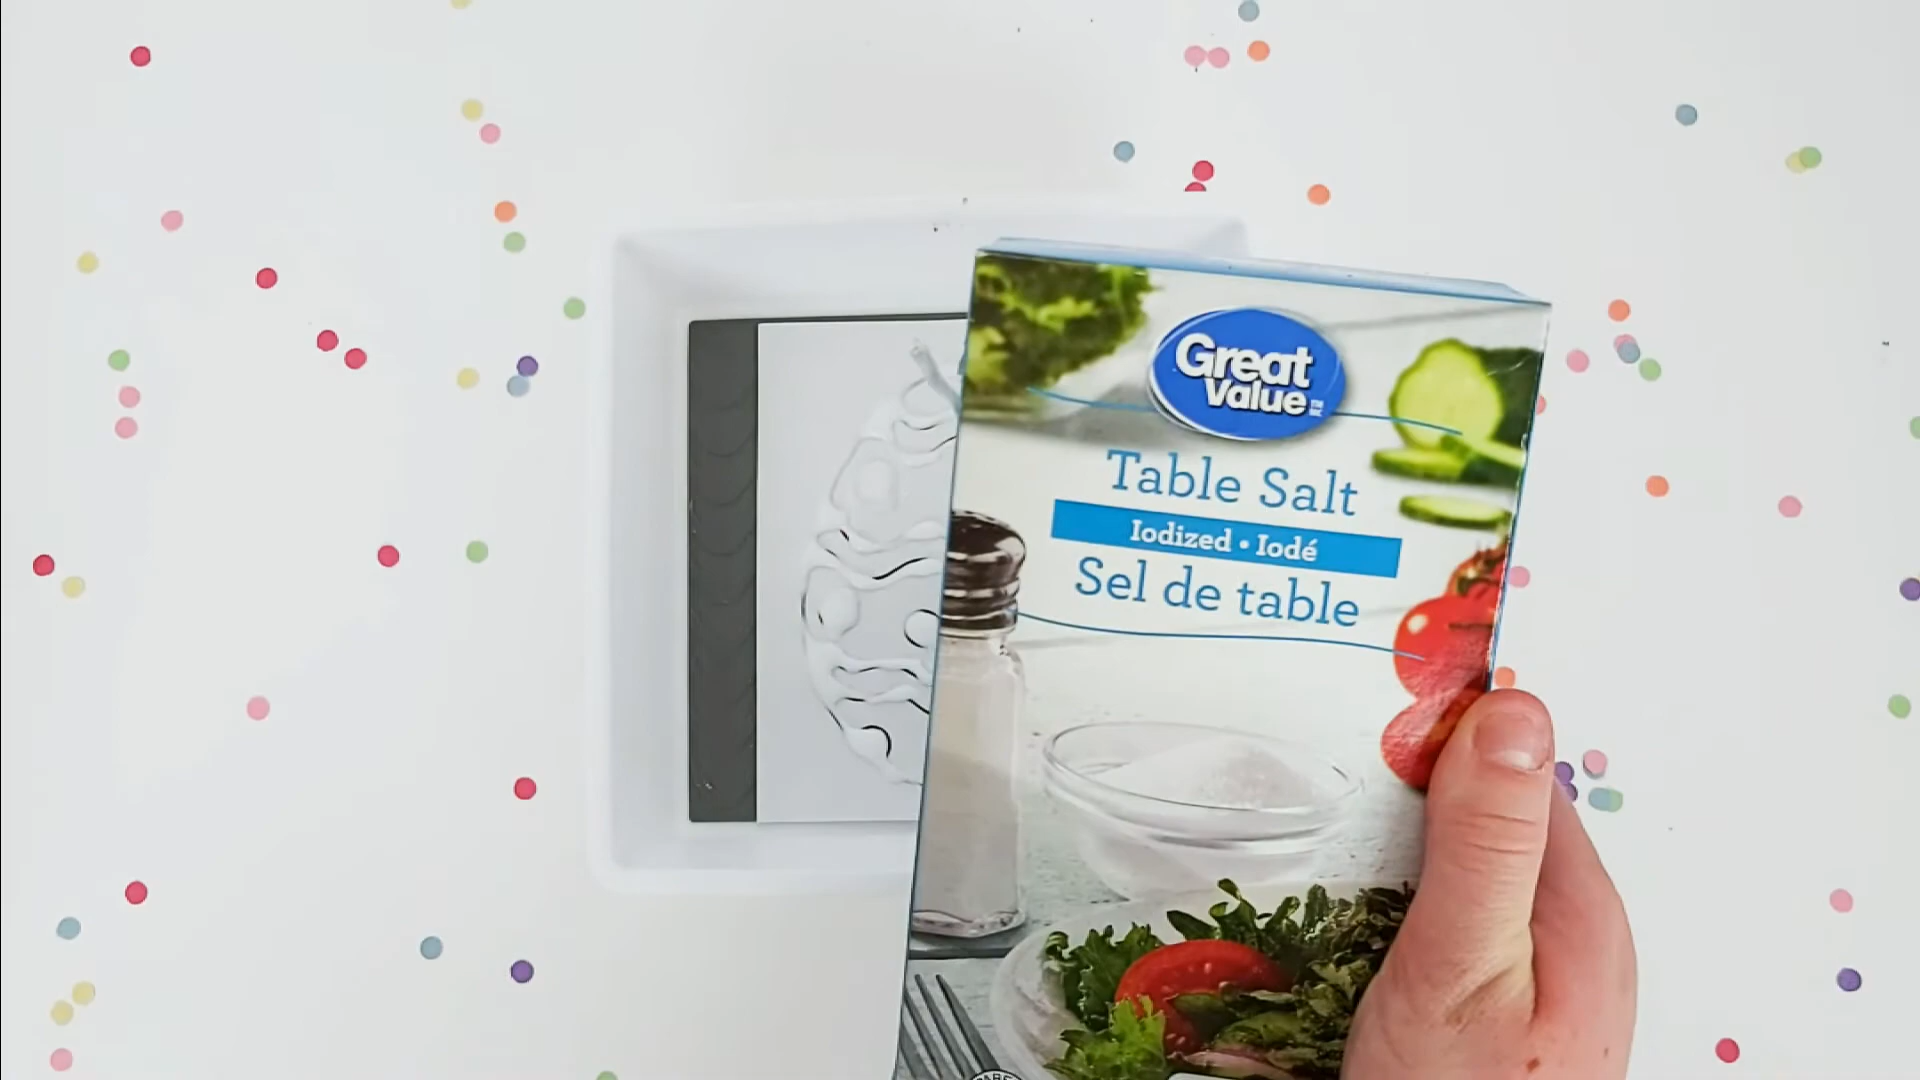 Great
Value
Table Salt
Iodized • Iodé
Sel de table